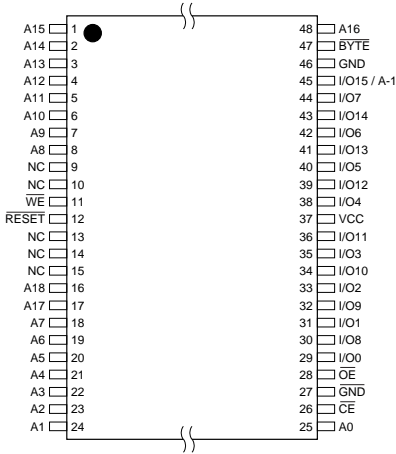 A15 1 48 A16
A14 2 47 BYTE
A13 3 46 GND
A12 4 45 I/O15 / A-1
A11 5 44 I/O7
A10 6 43 I/O14
A9 7 42 I/O6
A8 8 41 I/O13
NC 9 40 I/O5
NC 10 39 I/O12
WE 11 38 I/O4
RESET 12 37 VCC
NC 13 36 I/O11
NC 14 35 I/O3
NC 15 34 I/O10
A18 16 33 I/O2
A17 17 32 I/O9
A7 18 31 I/O1
A6 19 30 I/O8
A5 20 29 I/O0
A4 21 28 OE
A3 22 27 GND
A2 23 26 CE
A1 24 25 A0